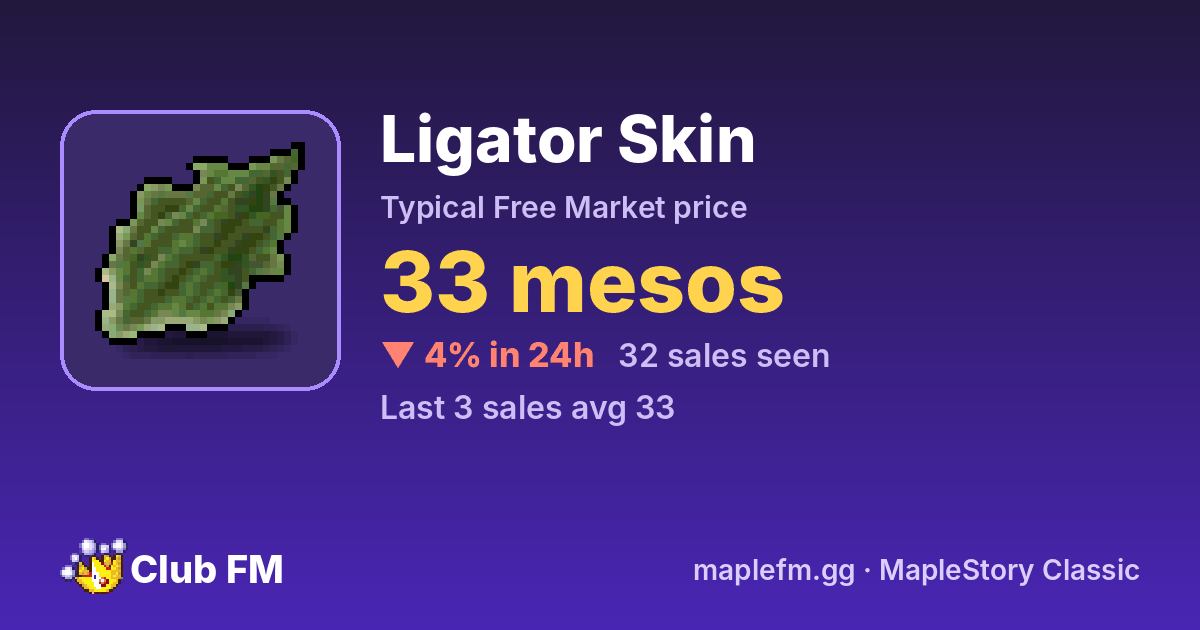 Ligator Skin
Typical Free Market price
33 mesos
▼ 4% in 24h 32 sales seen
Last 3 sales avg 33
Club FM
maplefm.gg · MapleStory Classic